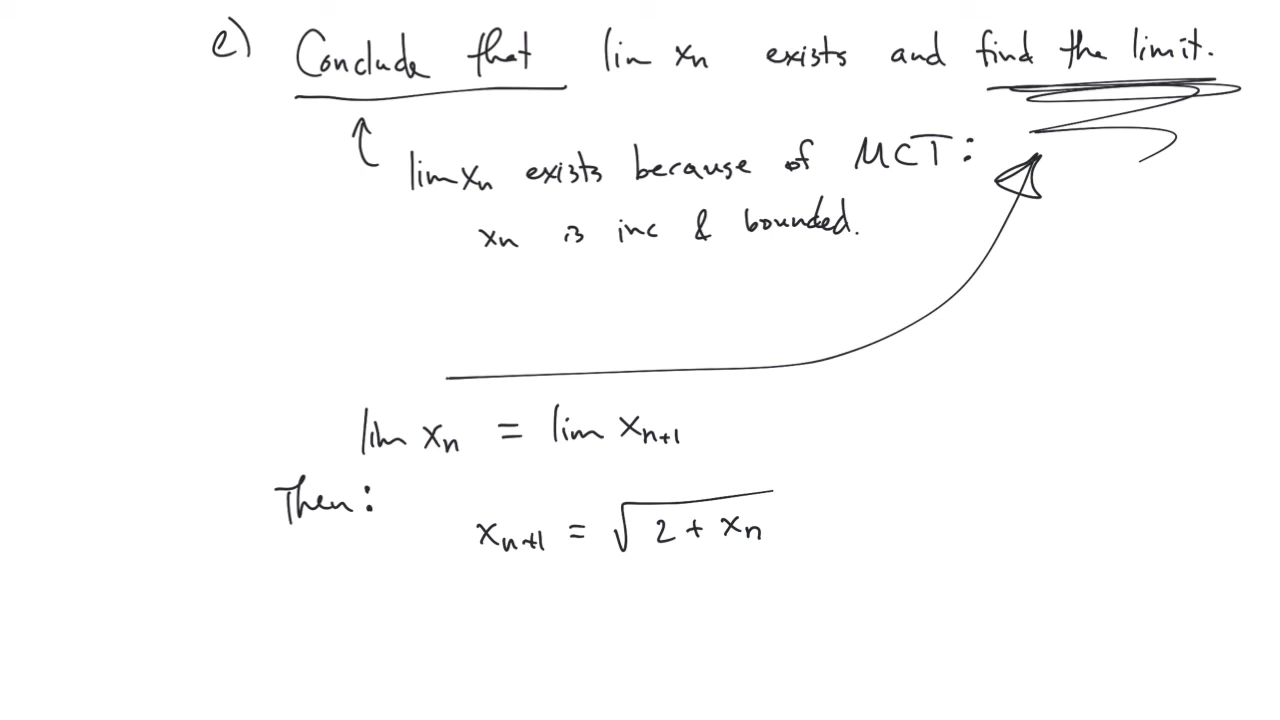 e) Conclude that lim xₙ exists and find the limit.
lim xₙ exists because of MCT:
xₙ is inc & bounded.
lim xₙ = lim xₙ₊₁
Then:
xₙ₊₁ = √(2 + xₙ)